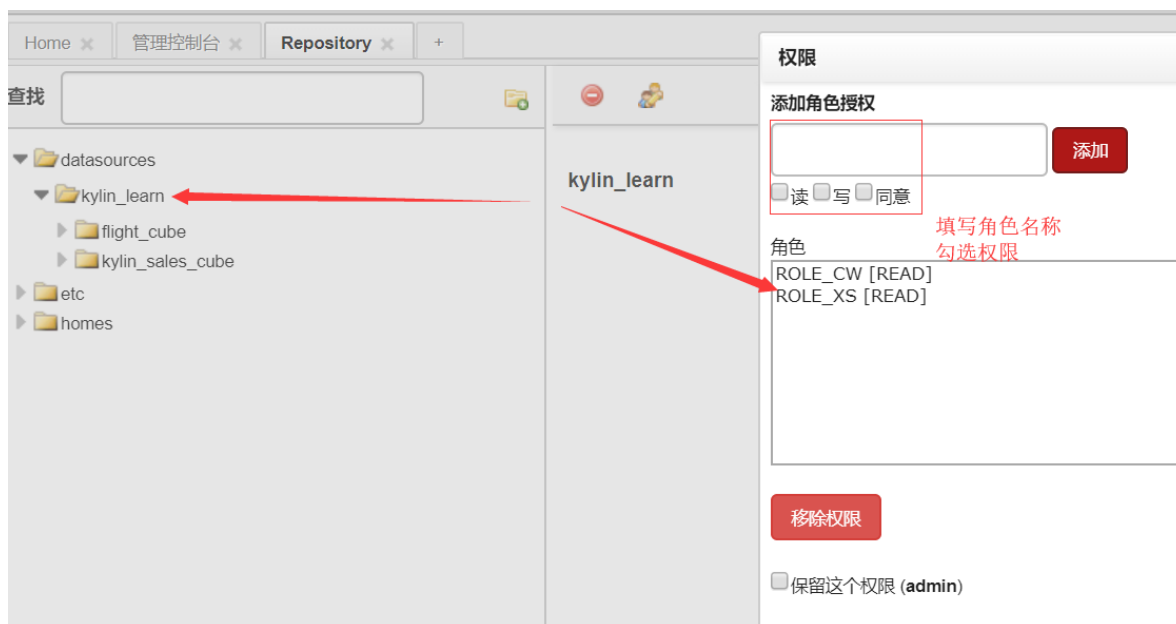 Home
管理控制台
Repository
+
查找
datasources
kylin_learn
flight_cube
kylin_sales_cube
etc
homes
kylin_learn
权限
添加角色授权
添加
读 写 同意
填写角色名称
勾选权限
角色
ROLE_CW [READ]
ROLE_XS [READ]
移除权限
保留这个权限 (admin)